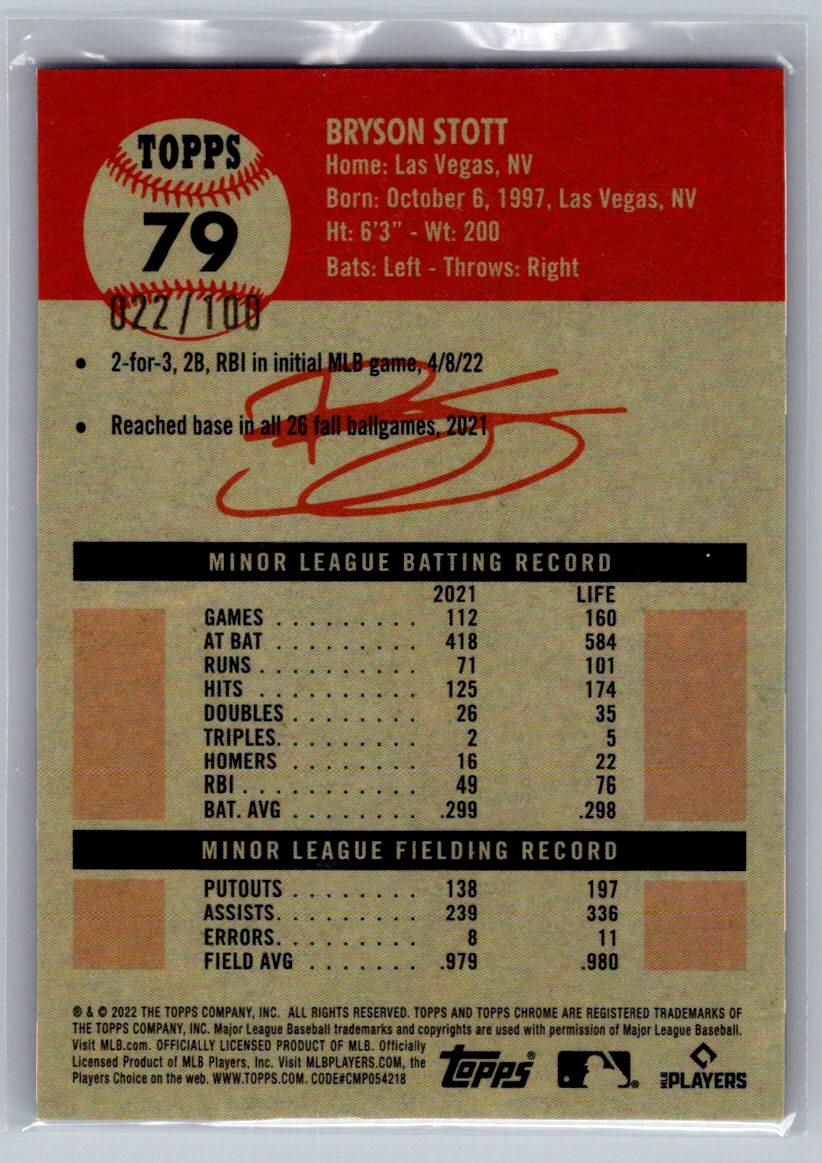 TOPPS
79
022/100
BRYSON STOTT
Home: Las Vegas, NV
Born: October 6, 1997, Las Vegas, NV
Ht: 6'3" - Wt: 200
Bats: Left - Throws: Right
• 2-for-3, 2B, RBI in initial MLB game, 4/8/22
• Reached base in all 26 fall ballgames, 2021
MINOR LEAGUE BATTING RECORD
2021 LIFE
GAMES . . . . . . . . . 112 160
AT BAT . . . . . . . . . 418 584
RUNS . . . . . . . . . . 71 101
HITS . . . . . . . . . . 125 174
DOUBLES . . . . . . . . 26 35
TRIPLES. . . . . . . . . 2 5
HOMERS . . . . . . . . 16 22
RBI . . . . . . . . . . . 49 76
BAT. AVG . . . . . . . . .299 .298
MINOR LEAGUE FIELDING RECORD
PUTOUTS . . . . . . . . 138 197
ASSISTS. . . . . . . . . 239 336
ERRORS. . . . . . . . . 8 11
FIELD AVG . . . . . . . .979 .980
® & © 2022 THE TOPPS COMPANY, INC. ALL RIGHTS RESERVED. TOPPS AND TOPPS CHROME ARE REGISTERED TRADEMARKS OF
THE TOPPS COMPANY, INC. Major League Baseball trademarks and copyrights are used with permission of Major League Baseball.
Visit MLB.com. OFFICIALLY LICENSED PRODUCT OF MLB. Officially
Licensed Product of MLB Players, Inc. Visit MLBPLAYERS.COM, the
Players Choice on the web. WWW.TOPPS.COM. CODE#CMP054218
topps®
®
MLB PLAYERS